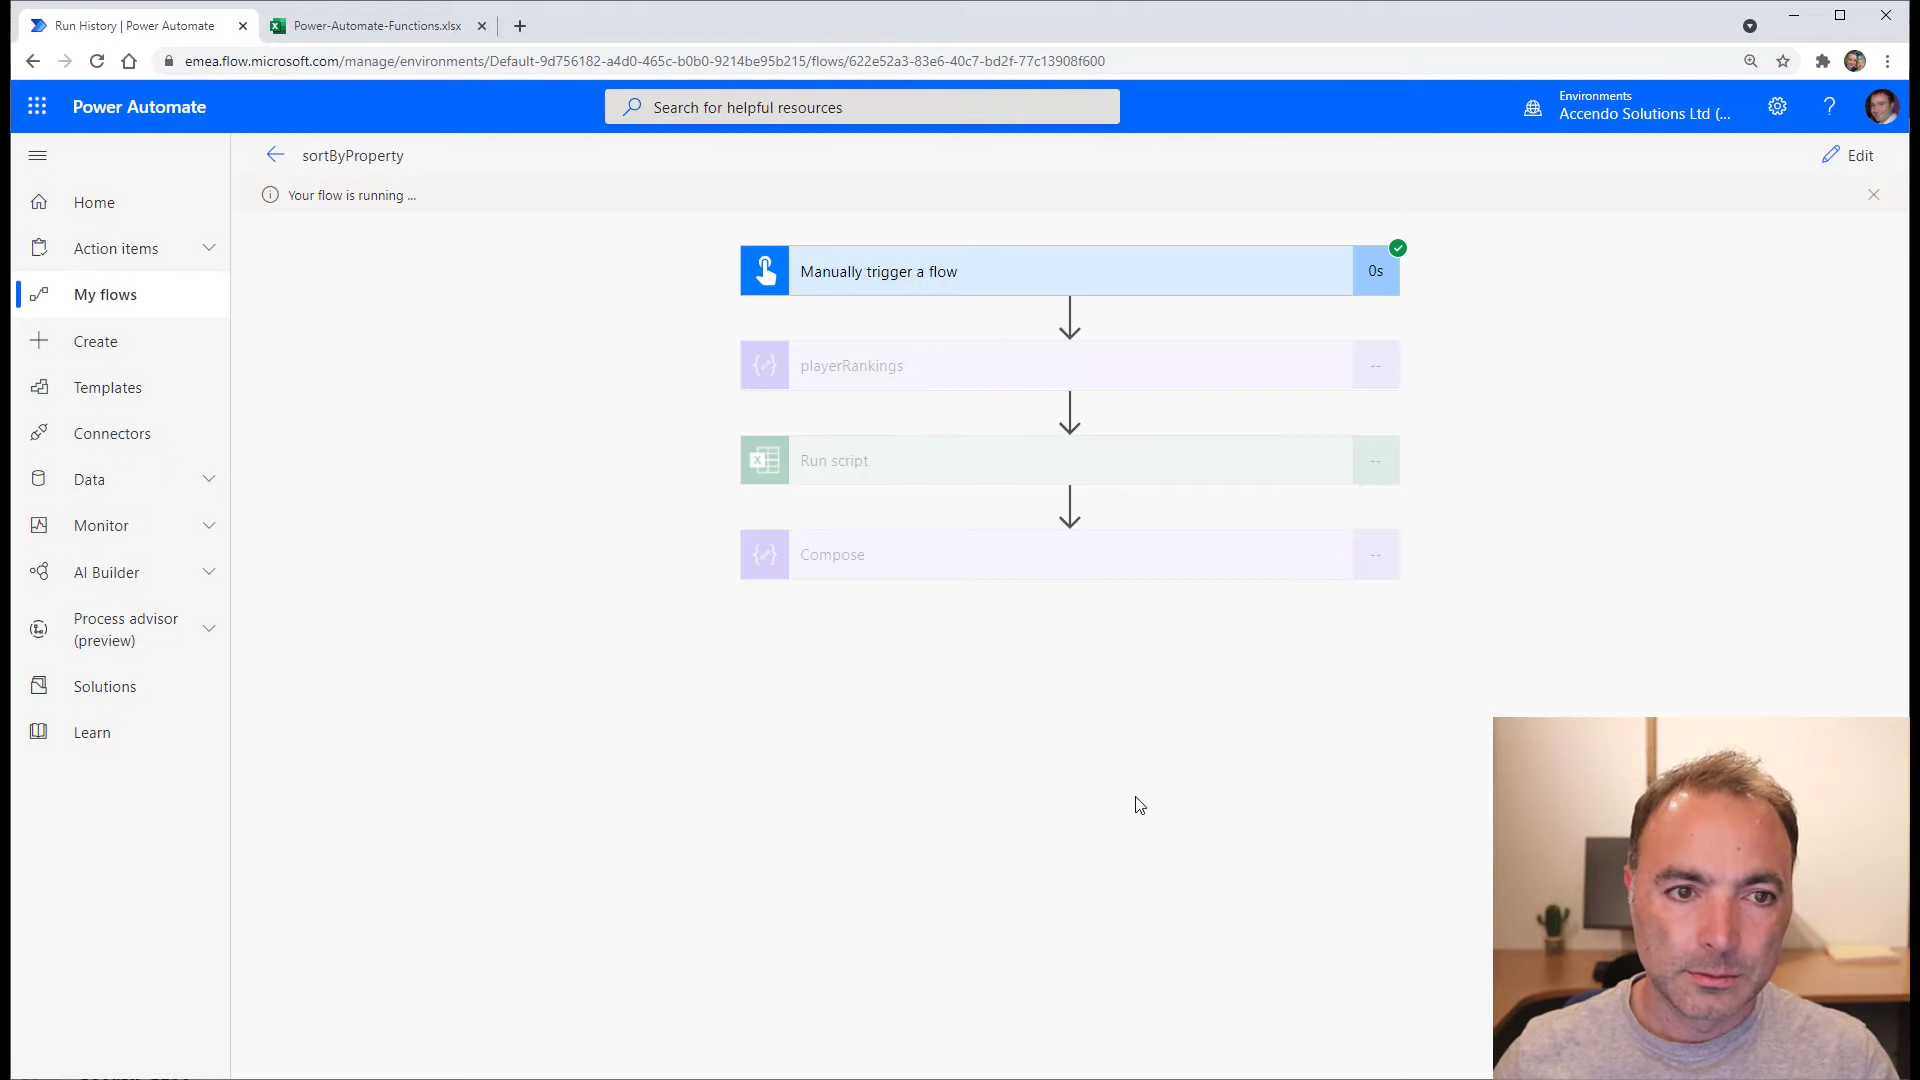 Run History | Power Automate
Power-Automate-Functions.xlsx
emea.flow.microsoft.com/manage/environments/Default-9d756182-a4d0-465c-b0b0-9214be95b215/flows/622e52a3-83e6-40c7-bd2f-77c13908f600
Power Automate
Search for helpful resources
Environments
Accendo Solutions Ltd (...
?
sortByProperty
Edit
Your flow is running ...
Home
Action items
My flows
Create
Templates
Connectors
Data
Monitor
AI Builder
Process advisor
(preview)
Solutions
Learn
Manually trigger a flow
0s
playerRankings
--
Run script
--
Compose
--